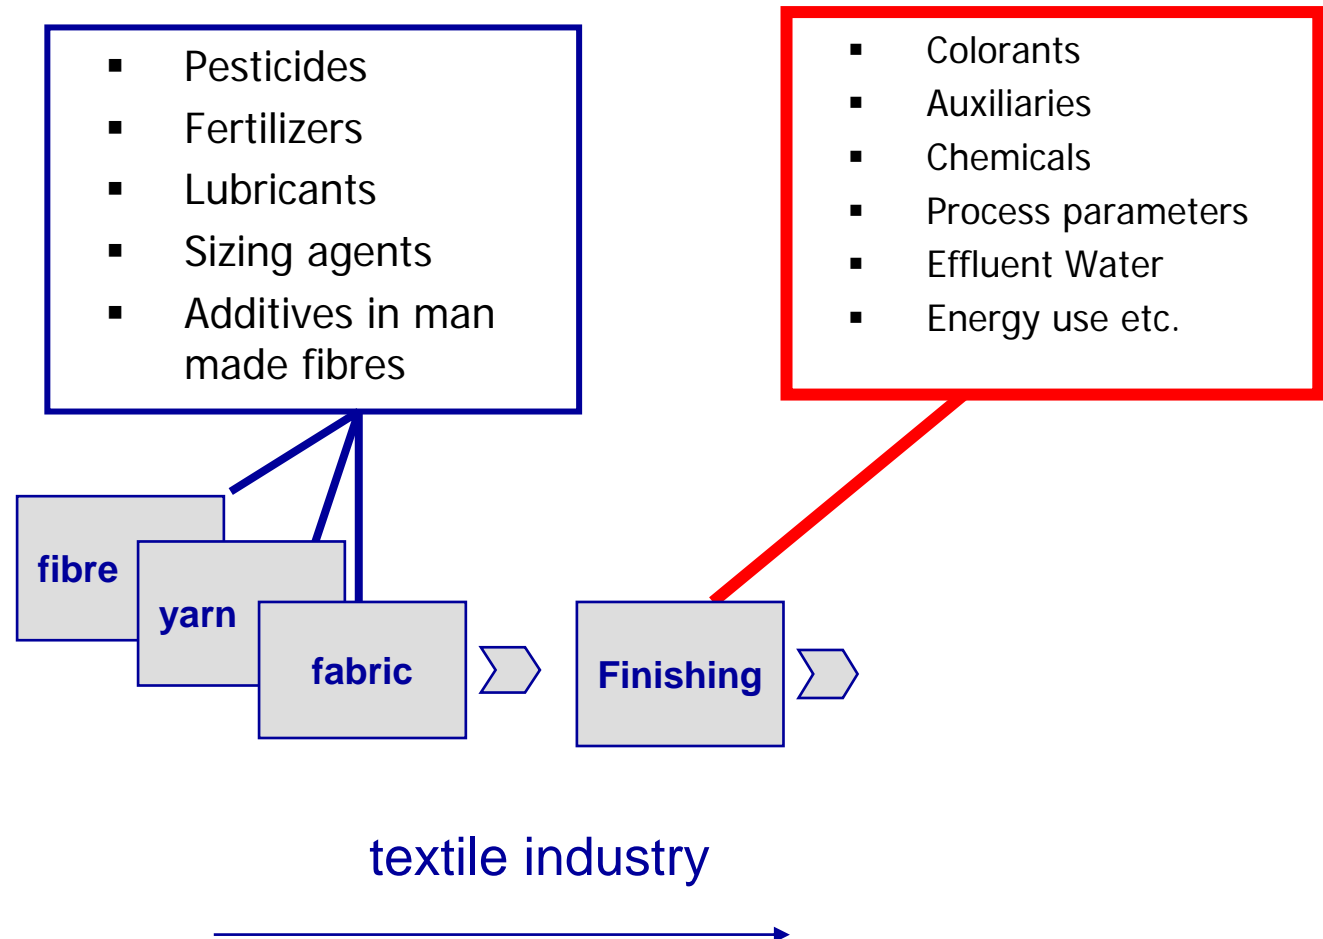 ▪ Pesticides
▪ Fertilizers
▪ Lubricants
▪ Sizing agents
▪ Additives in man
made fibres
▪ Colorants
▪ Auxiliaries
▪ Chemicals
▪ Process parameters
▪ Effluent Water
▪ Energy use etc.
fibre
yarn
fabric
Finishing
textile industry